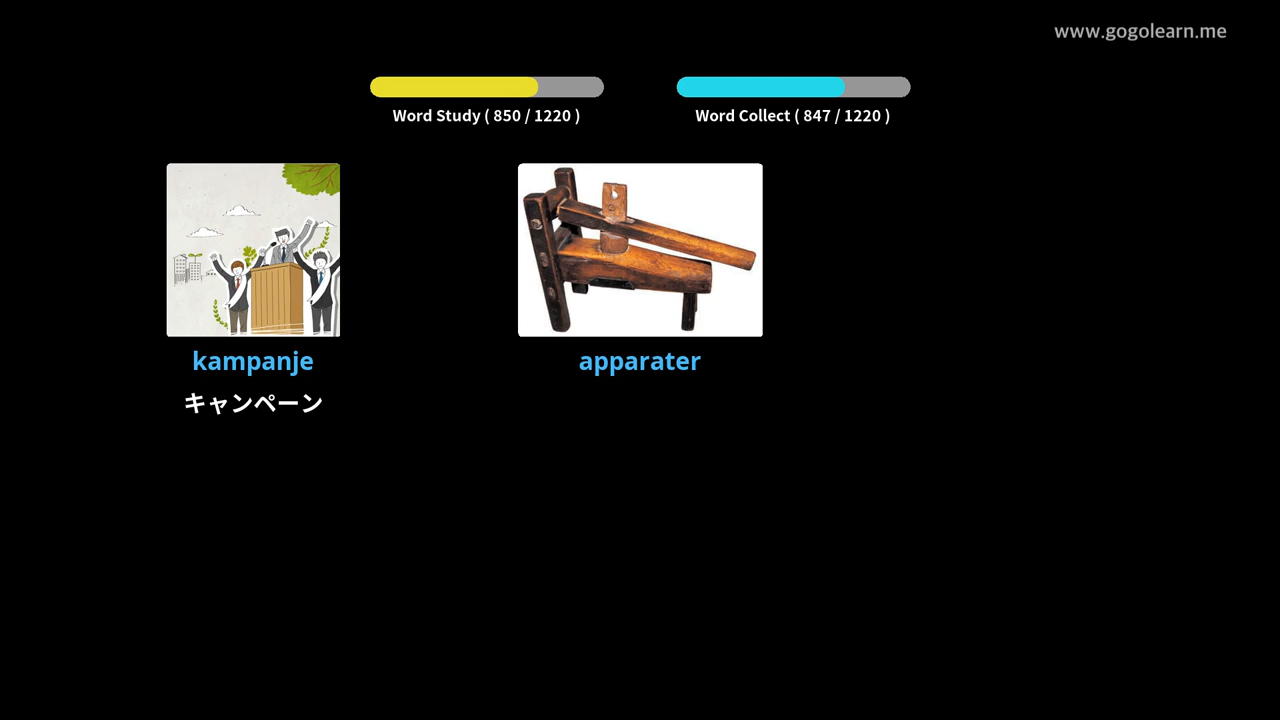 www.gogolearn.me
Word Study ( 850 / 1220 )
Word Collect ( 847 / 1220 )
kampanje
キャンペーン
apparater